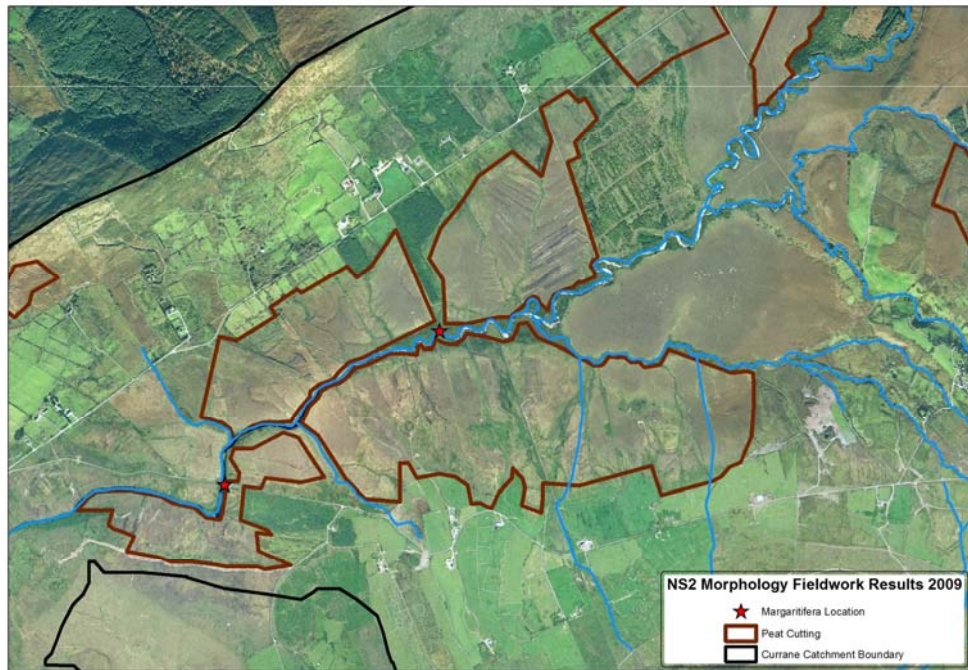 NS2 Morphology Fieldwork Results 2009
Margaritifera Location
Peat Cutting
Currane Catchment Boundary